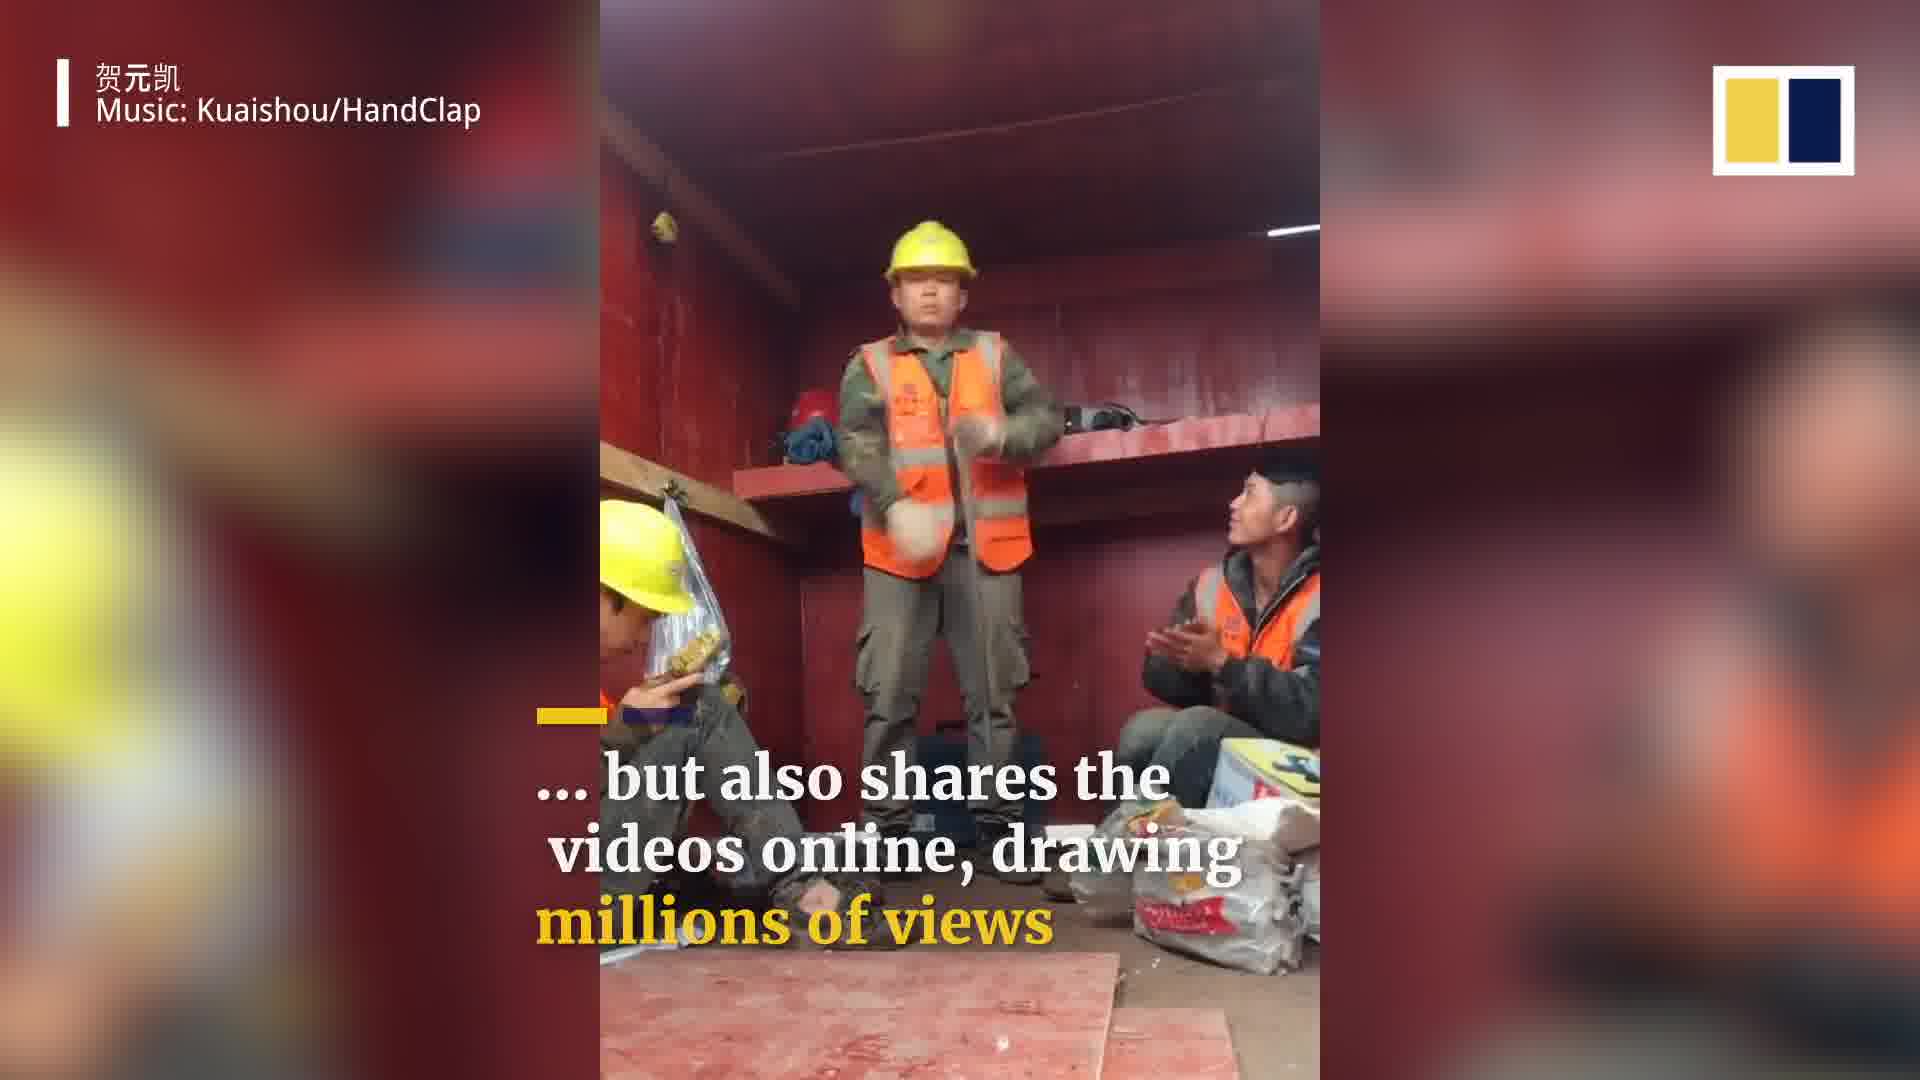 贺元凯
Music: Kuaishou/HandClap
... but also shares the
videos online, drawing
millions of views